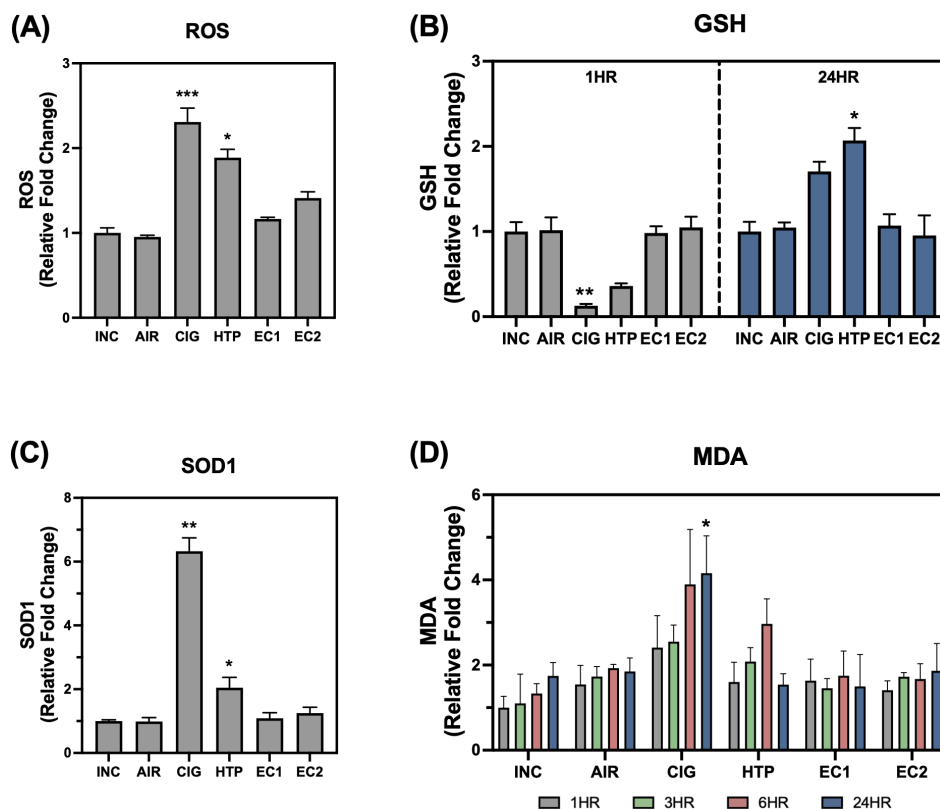 (A)
ROS
ROS
(Relative Fold Change)
3
2
1
0
***
*
INC AIR CIG HTP EC1 EC2
(B)
GSH
GSH
(Relative Fold Change)
3
2
1
0
1HR 24HR
**
*
INC AIR CIG HTP EC1 EC2 INC AIR CIG HTP EC1 EC2
(C)
SOD1
SOD1
(Relative Fold Change)
8
6
4
2
0
**
*
INC AIR CIG HTP EC1 EC2
(D)
MDA
MDA
(Relative Fold Change)
6
4
2
0
*
INC AIR CIG HTP EC1 EC2
1HR 3HR 6HR 24HR